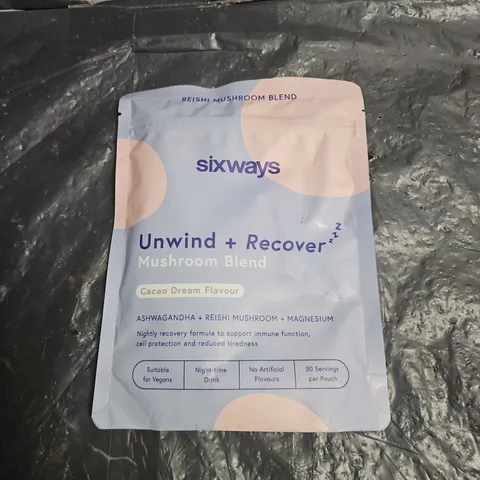 REISHI MUSHROOM BLEND
sixways
Unwind + Recover zzz
Mushroom Blend
Cacao Dream Flavour
ASHWAGANDHA + REISHI MUSHROOM + MAGNESIUM
Nightly recovery formula to support immune function,
cell protection and reduced tiredness
Suitable for Vegans
Night-time Drink
No Artificial Flavours
30 Servings per Pouch